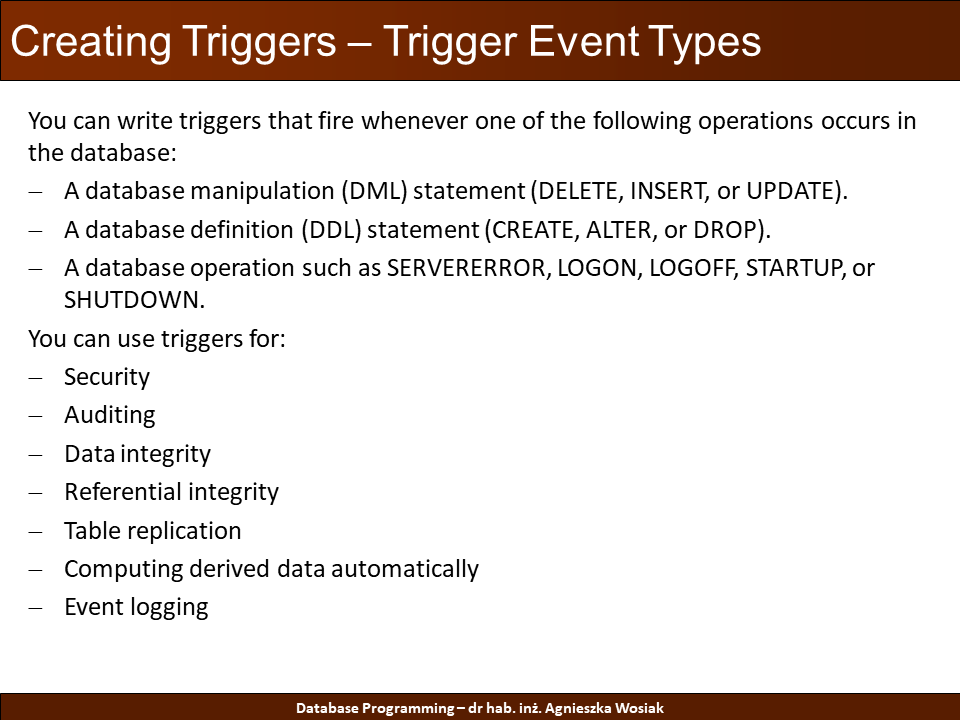 Creating Triggers – Trigger Event Types
You can write triggers that fire whenever one of the following operations occurs in
the database:
– A database manipulation (DML) statement (DELETE, INSERT, or UPDATE).
– A database definition (DDL) statement (CREATE, ALTER, or DROP).
– A database operation such as SERVERERROR, LOGON, LOGOFF, STARTUP, or
SHUTDOWN.
You can use triggers for:
– Security
– Auditing
– Data integrity
– Referential integrity
– Table replication
– Computing derived data automatically
– Event logging
Database Programming – dr hab. inż. Agnieszka Wosiak